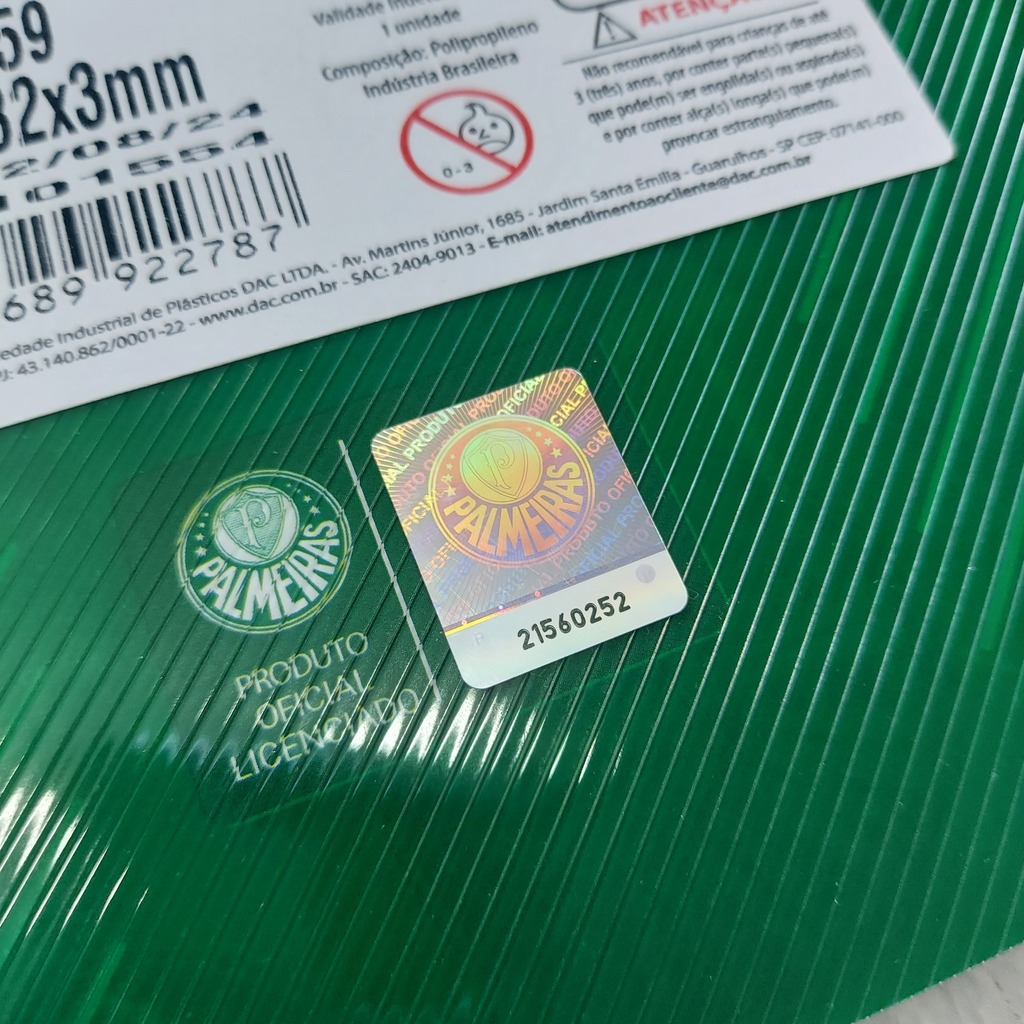 59
32x3mm
2/08/24
01554
689 922787
Validade
1 unidade
Composição: Polipropileno
Indústria Brasileira
0-3
ATENÇÃ
Não recomendável para crianças de até
3 (três) anos, por conter parte(s) pequena(s)
que pode(m) ser engolida(s) ou aspirada(s)
e por conter alça(s) longa(s) que pode(m)
provocar estrangulamento.
edade Industrial de Plásticos DAC LTDA. - Av. Martins Júnior, 1685 - Jardim Santa Emília - Guarulhos - SP CEP-07141-000
PJ: 43.140.862/0001-22 - www.dac.com.br - SAC: 2404-9013 - E-mail: atendimentoaocliente@dac.com.br
P
PALMEIRAS
PRODUTO
OFICIAL
LICENCIADO
PRODUTO OFICIAL
P
PALMEIRAS
21560252